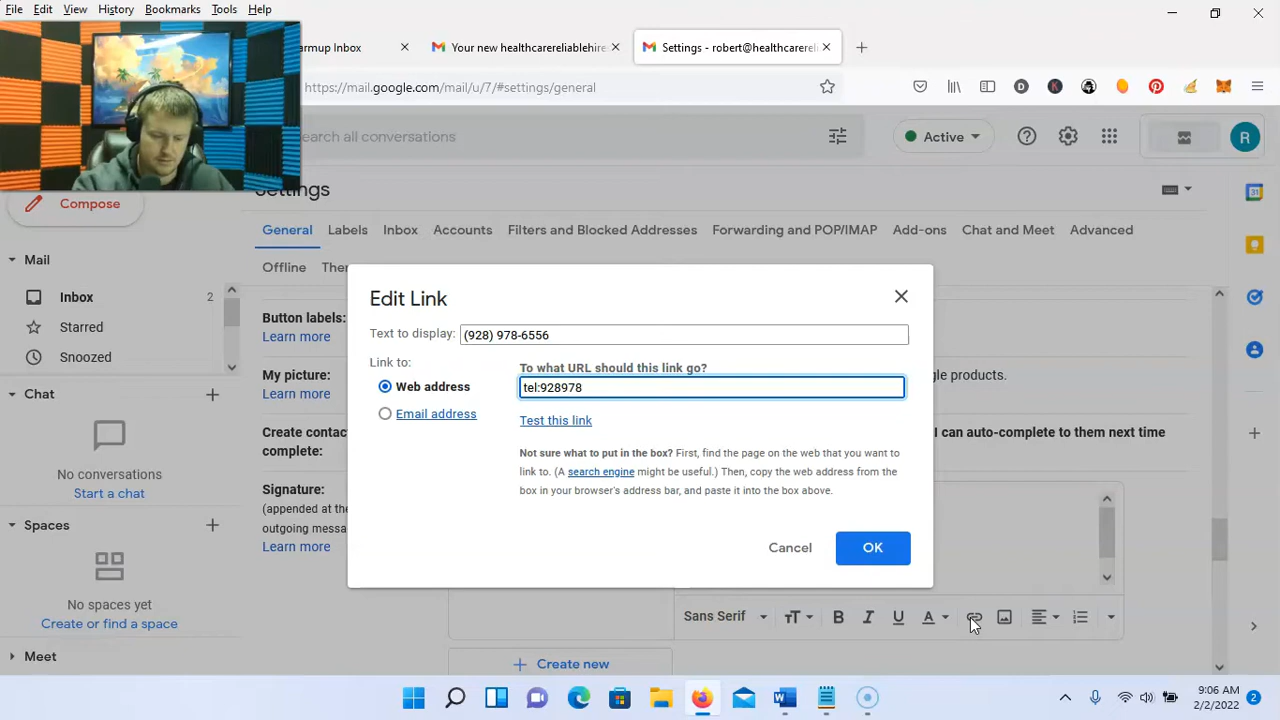 File Edit View History Bookmarks Tools Help
armup Inbox
Your new healthcarereliablehire
Settings -
https://mail.google.com/mail/u/7/#settings/general
earch all conversations
Active
R
Compose
Settings
General Labels Inbox Accounts Filters and Blocked Addresses Forwarding and POP/IMAP Add-ons Chat and Meet Advanced
Offline
Mail
Inbox 2
Starred
Snoozed
Chat
No conversations
Start a chat
Spaces
No spaces yet
Create or find a space
Meet
Button labels:
Learn more
My picture:
Learn more
gle products.
Create contac
complete:
I can auto-complete to them next time
Signature:
(appended at the
outgoing messa
Learn more
Edit Link
Text to display: (928) 978-6556
Link to:
Web address
Email address
To what URL should this link go?
tel:928978
Test this link
Not sure what to put in the box? First, find the page on the web that you want to
link to. (A search engine might be useful.) Then, copy the web address from the
box in your browser's address bar, and paste it into the box above.
Cancel OK
Sans Serif
Create new
9:06 AM
2/2/2022
2